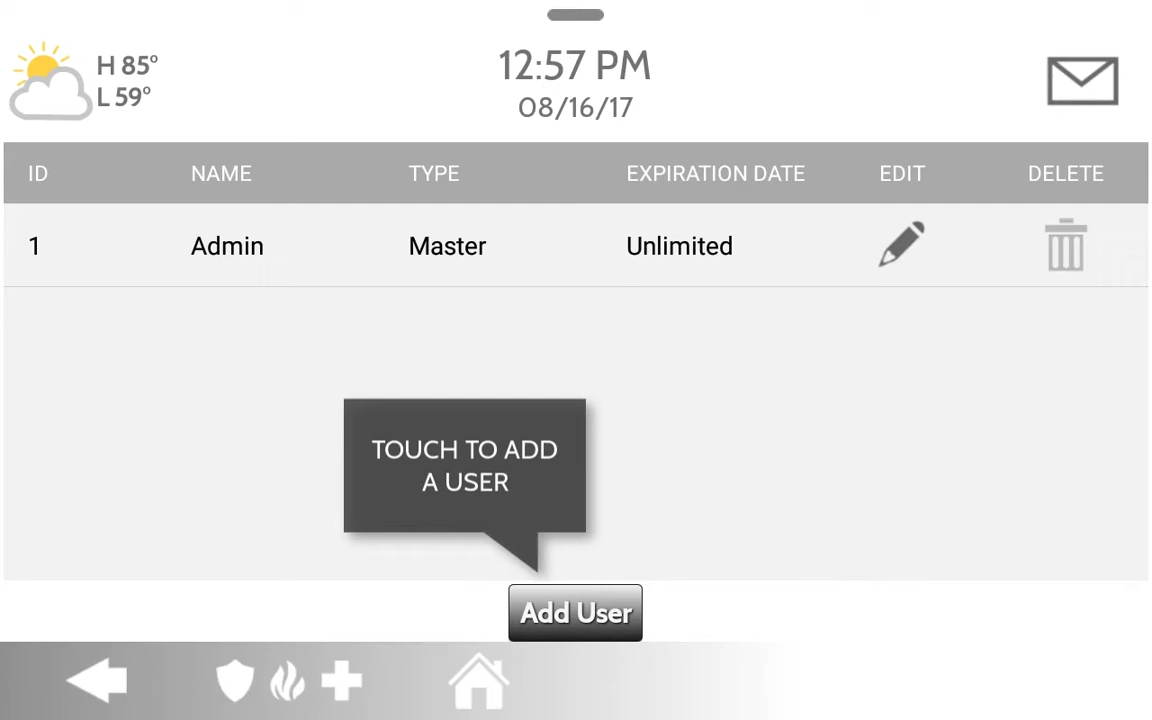 H 85°
L 59°
12:57 PM
08/16/17
ID NAME TYPE EXPIRATION DATE EDIT DELETE
1 Admin Master Unlimited
TOUCH TO ADD
A USER
Add User